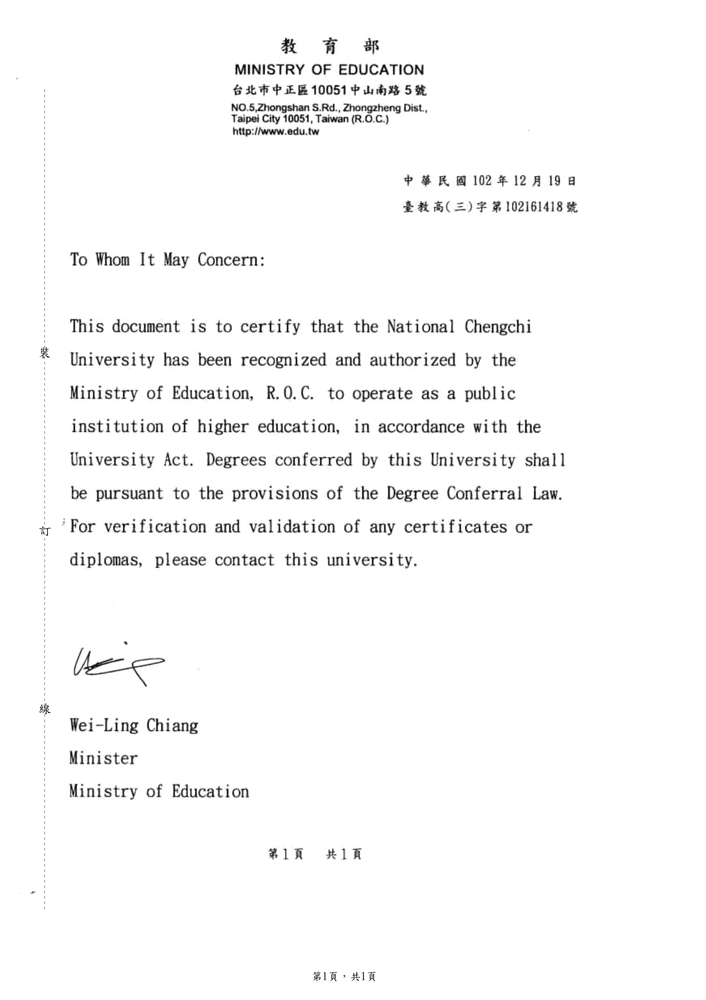 教 育 部
MINISTRY OF EDUCATION
台北市中正區10051中山南路5號
NO.5,Zhongshan S.Rd., Zhongzheng Dist.,
Taipei City 10051, Taiwan (R.O.C.)
http://www.edu.tw
中華民國102年12月19日
臺教高(三)字第102161418號
To Whom It May Concern:
This document is to certify that the National Chengchi
University has been recognized and authorized by the
Ministry of Education, R.O.C. to operate as a public
institution of higher education, in accordance with the
University Act. Degrees conferred by this University shall
be pursuant to the provisions of the Degree Conferral Law.
For verification and validation of any certificates or
diplomas, please contact this university.
裝
訂
線
Wei-Ling Chiang
Minister
Ministry of Education
第1頁 共1頁
第1頁，共1頁